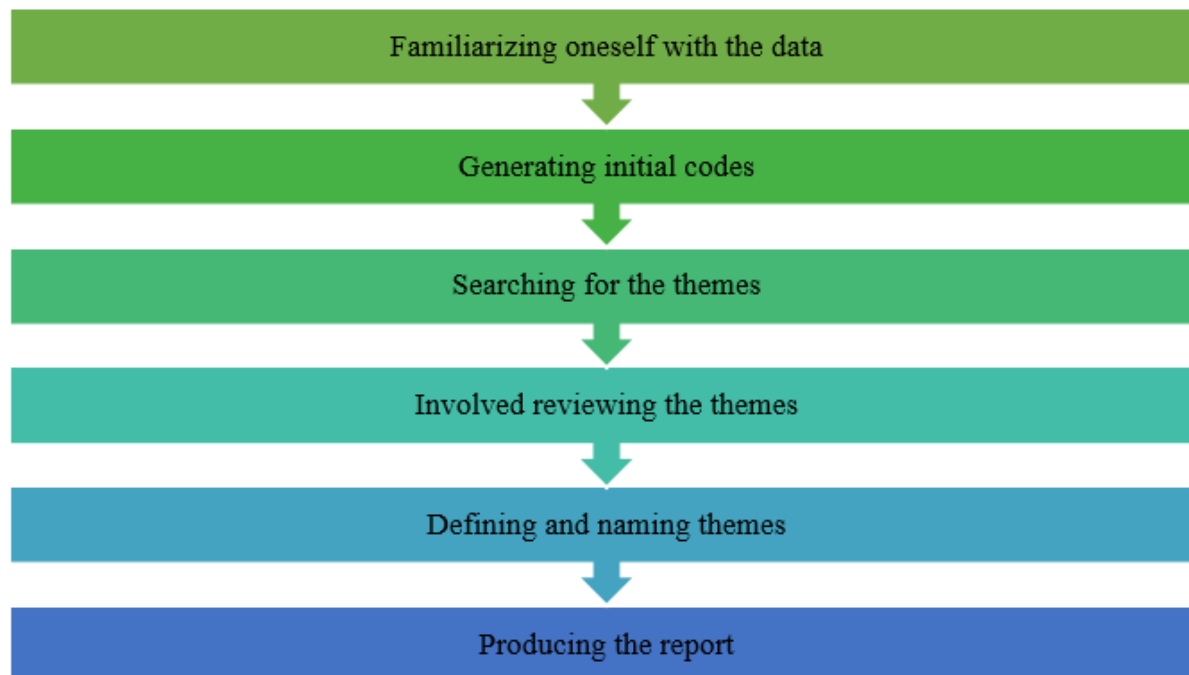 Familiarizing oneself with the data
Generating initial codes
Searching for the themes
Involved reviewing the themes
Defining and naming themes
Producing the report